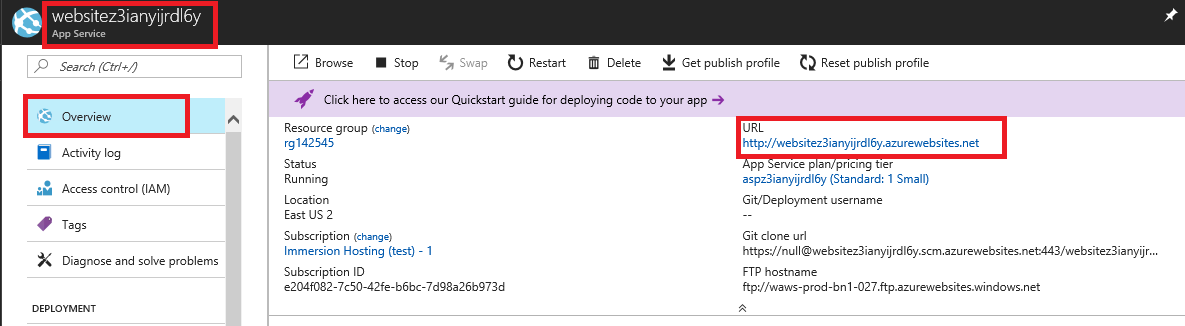 websitez3ianyijrdl6y
App Service
Search (Ctrl+/)
Overview
Activity log
Access control (IAM)
Tags
Diagnose and solve problems
DEPLOYMENT
Browse Stop Swap Restart Delete Get publish profile Reset publish profile
Click here to access our Quickstart guide for deploying code to your app →
Resource group (change)
rg142545
Status
Running
Location
East US 2
Subscription (change)
Immersion Hosting (test) - 1
Subscription ID
e204f082-7c50-42fe-b6bc-7d98a26b973d
URL
http://websitez3ianyijrdl6y.azurewebsites.net
App Service plan/pricing tier
aspz3ianyijrdl6y (Standard: 1 Small)
Git/Deployment username
--
Git clone url
https://null@websitez3ianyijrdl6y.scm.azurewebsites.net:443/websitez3ianyijr...
FTP hostname
ftp://waws-prod-bn1-027.ftp.azurewebsites.windows.net